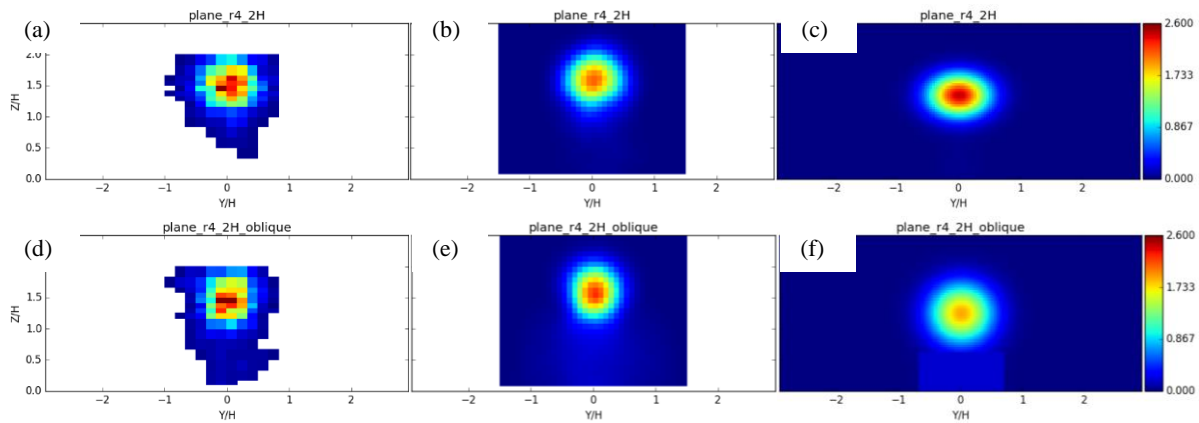 (a) plane_r4_2H
(b) plane_r4_2H
(c) plane_r4_2H
2.0
1.5
1.0
0.5
0.0
Z/H
−2 −1 0 1 2
Y/H
−2 −1 0 1 2
Y/H
−2 −1 0 1 2
Y/H
2.600
1.733
0.867
0.000
(d) plane_r4_2H_oblique
(e) plane_r4_2H_oblique
(f) plane_r4_2H_oblique
1.5
1.0
0.5
0.0
Z/H
−2 −1 0 1 2
Y/H
−2 −1 0 1 2
Y/H
−2 −1 0 1 2
Y/H
2.600
1.733
0.867
0.000